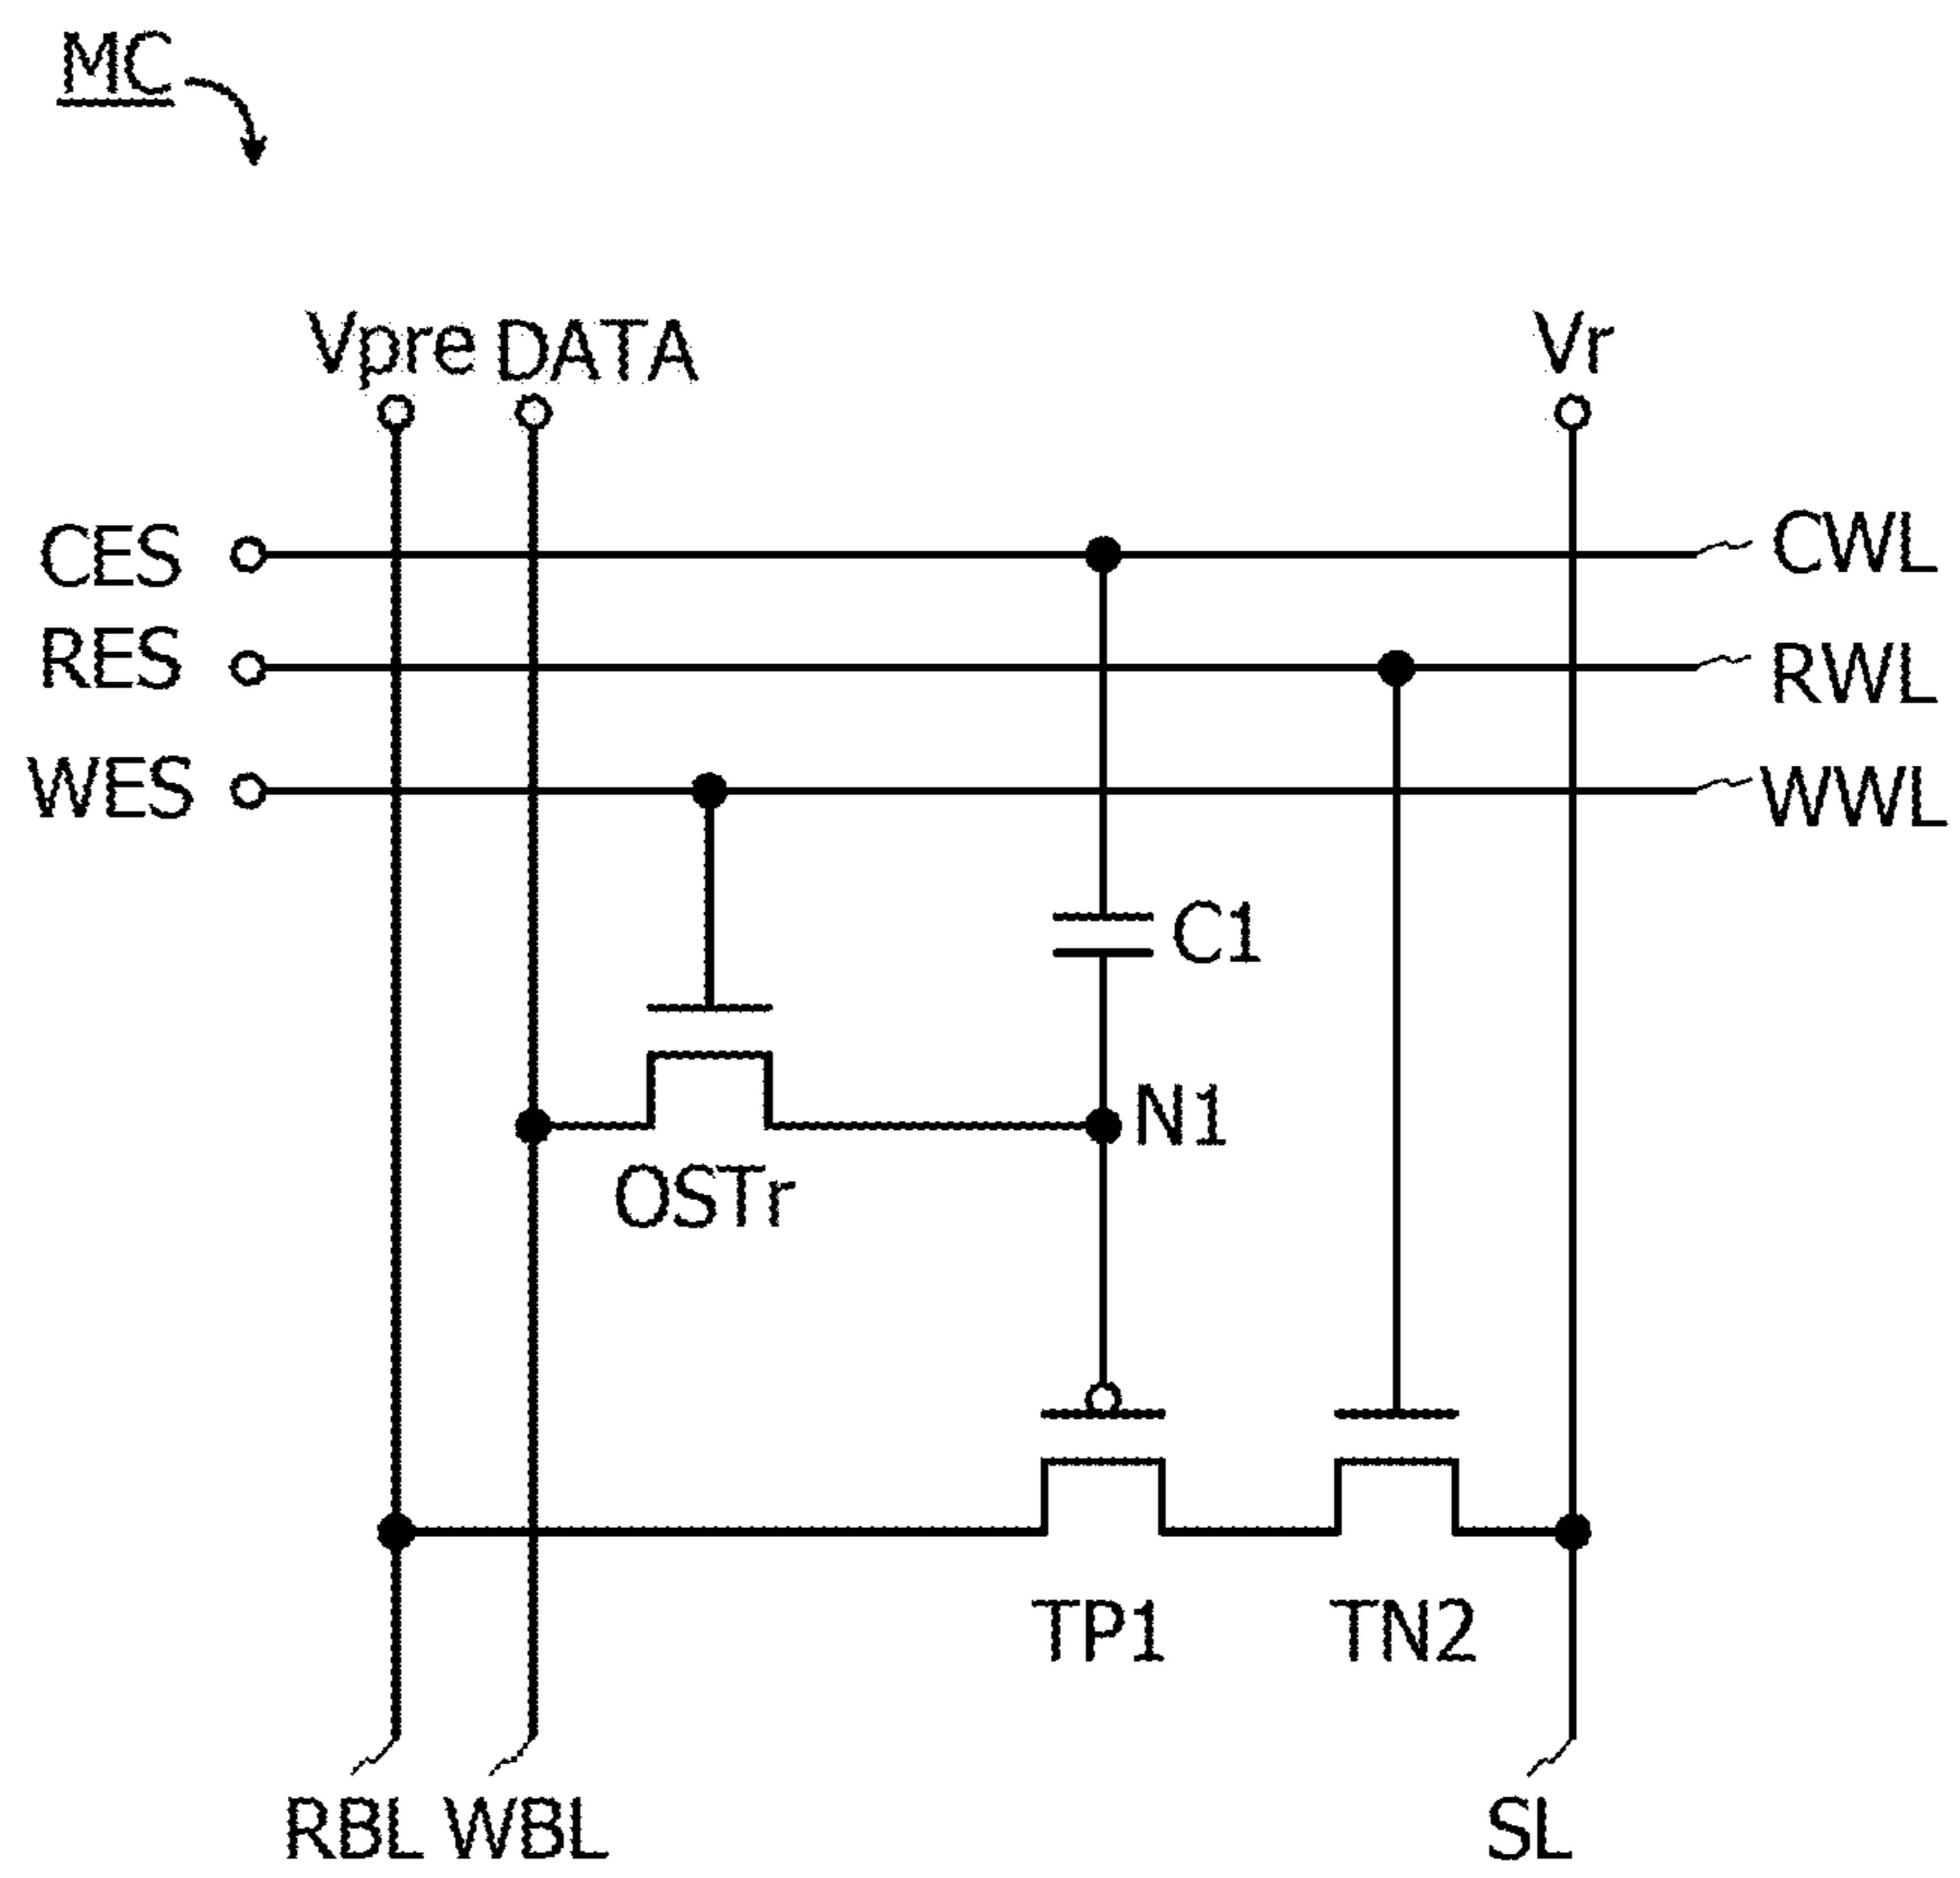 MC
Vpre DATA Vr
CES CWL
RES RWL
WES WWL
C1
N1
OSTr
TP1 TN2
RBL WBL SL